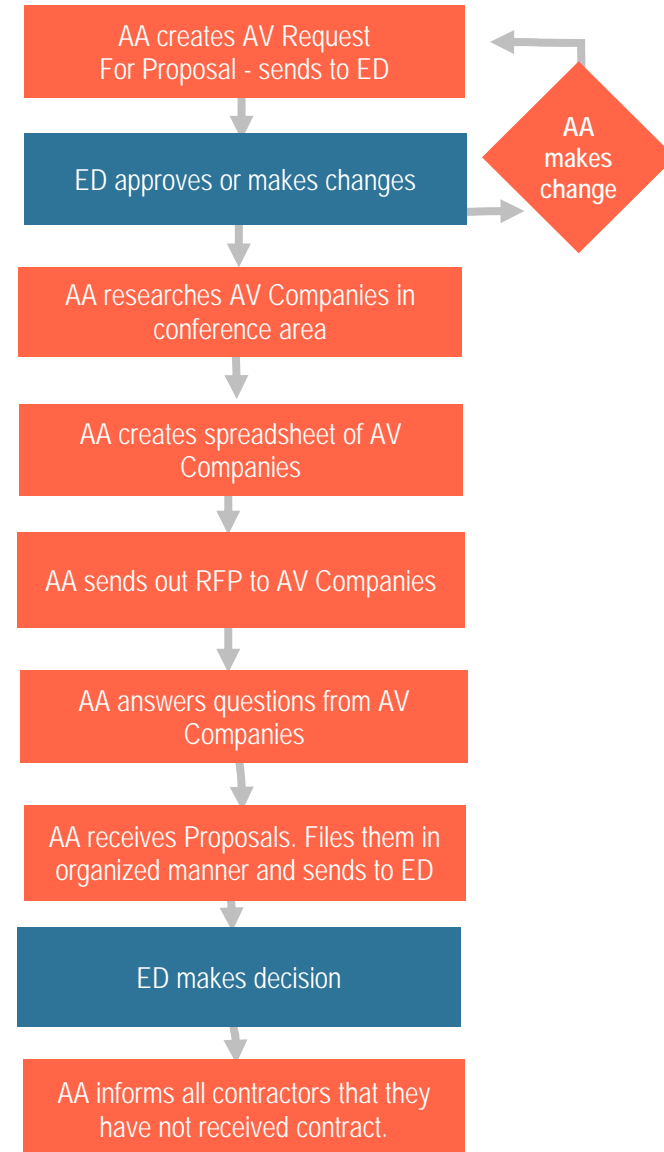 AA creates AV Request
For Proposal - sends to ED
AA
makes
change
ED approves or makes changes
AA researches AV Companies in
conference area
AA creates spreadsheet of AV
Companies
AA sends out RFP to AV Companies
AA answers questions from AV
Companies
AA receives Proposals. Files them in
organized manner and sends to ED
ED makes decision
AA informs all contractors that they
have not received contract.